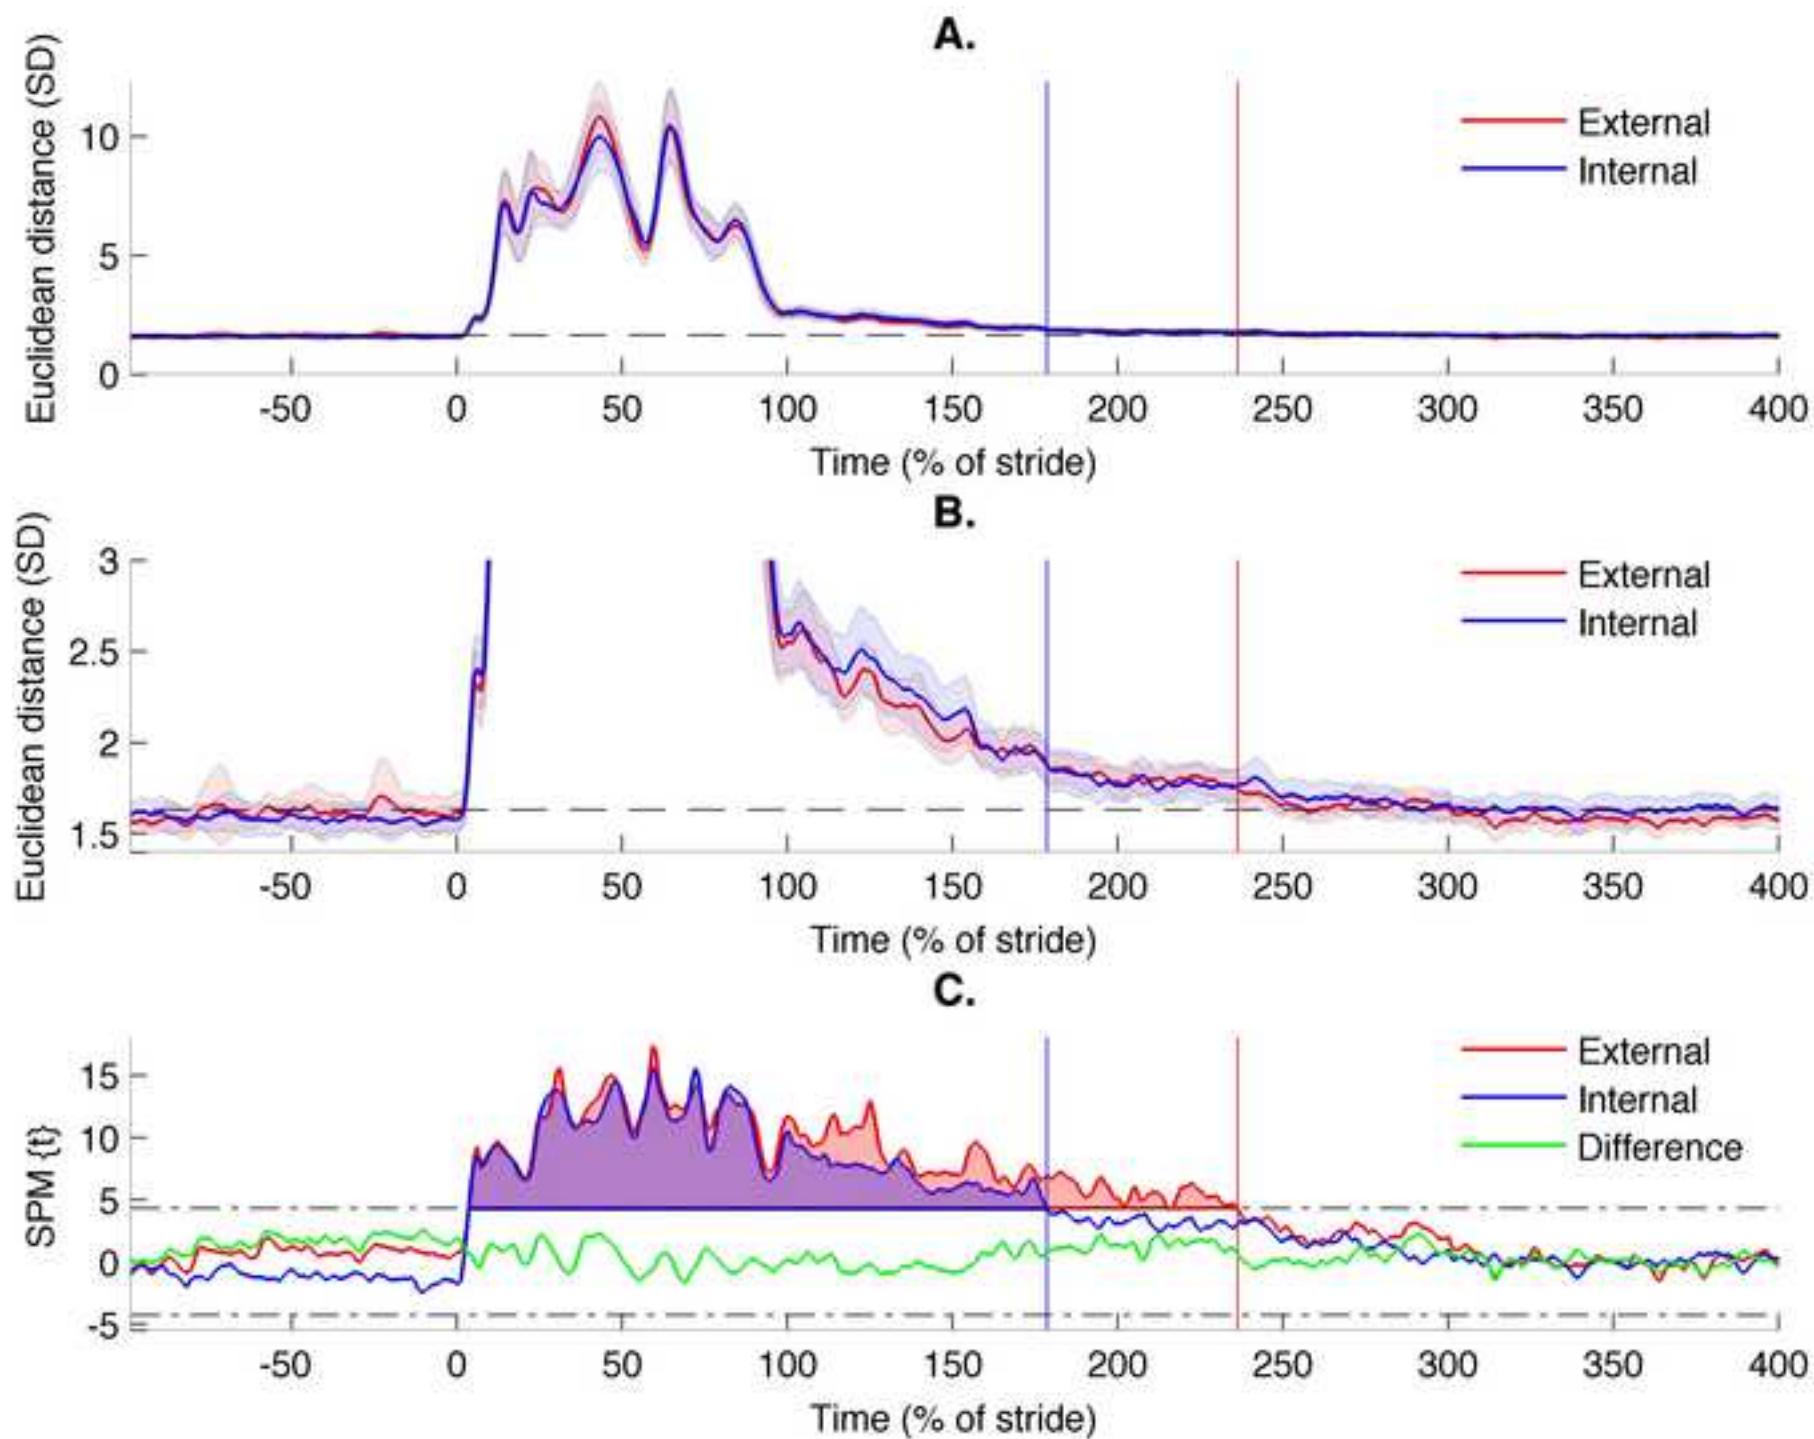 A.
Euclidean distance (SD)
10
5
0
External
Internal
-50 0 50 100 150 200 250 300 350 400
Time (% of stride)
B.
Euclidean distance (SD)
3
2.5
2
1.5
External
Internal
-50 0 50 100 150 200 250 300 350 400
Time (% of stride)
C.
SPM {t}
15
10
5
0
-5
External
Internal
Difference
-50 0 50 100 150 200 250 300 350 400
Time (% of stride)